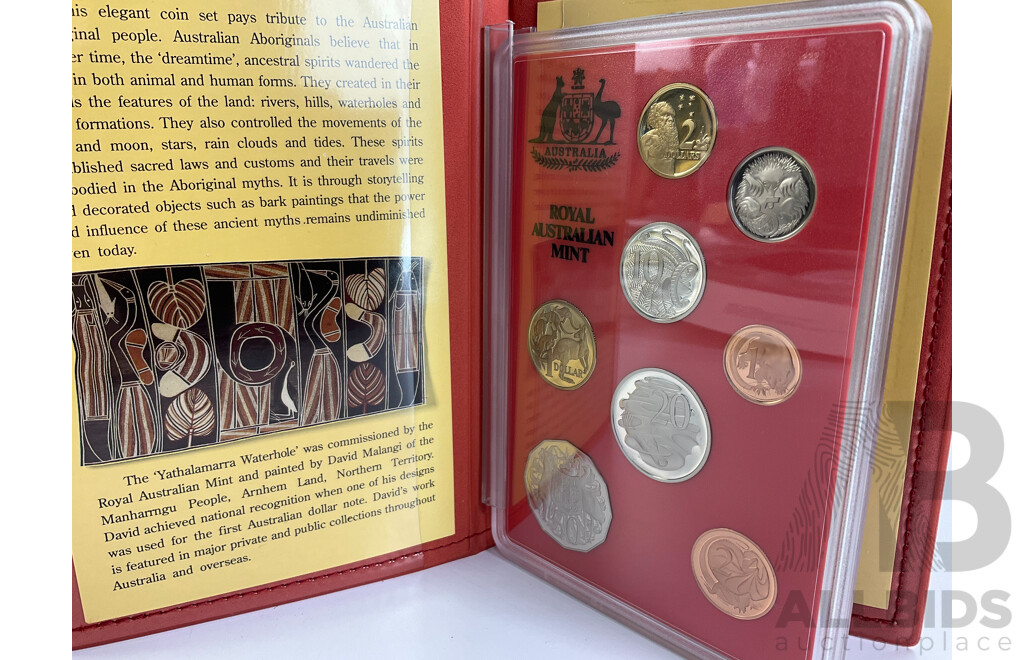 his elegant coin set pays tribute to the Australian
ginal people. Australian Aboriginals believe that in
er time, the 'dreamtime', ancestral spirits wandered the
in both animal and human forms. They created in their
s the features of the land: rivers, hills, waterholes and
formations. They also controlled the movements of the
and moon, stars, rain clouds and tides. These spirits
blished sacred laws and customs and their travels were
bodied in the Aboriginal myths. It is through storytelling
d decorated objects such as bark paintings that the power
d influence of these ancient myths remains undiminished
en today.
The 'Yathalamarra Waterhole' was commissioned by the
Royal Australian Mint and painted by David Malangi of the
Manharrngu People, Arnhem Land, Northern Territory.
David achieved national recognition when one of his designs
was used for the first Australian dollar note. David's work
is featured in major private and public collections throughout
Australia and overseas.
AUSTRALIA
ROYAL
AUSTRALIAN
MINT
2
DOLLARS
5
10
1
DOLLAR
1
20
50
2
AB
ALLBIDS
auctionplace